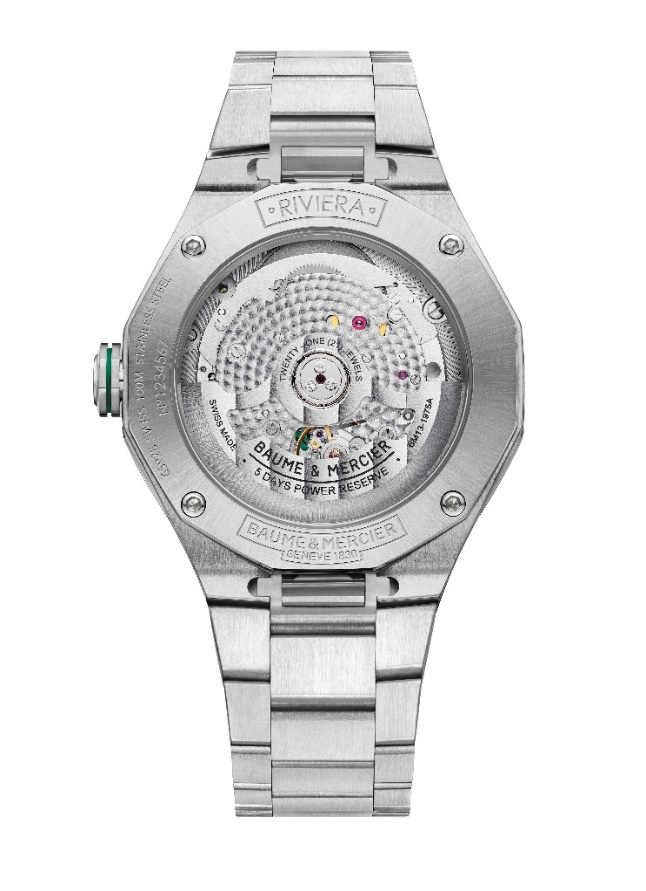 RIVIERA
TWENTY ONE (21) JEWELS
SWISS MADE
BM13-1975A
BAUME & MERCIER
5 DAYS POWER RESERVE
STAINLESS STEEL
N°1234567
BAUME & MERCIER
GENEVE 1830